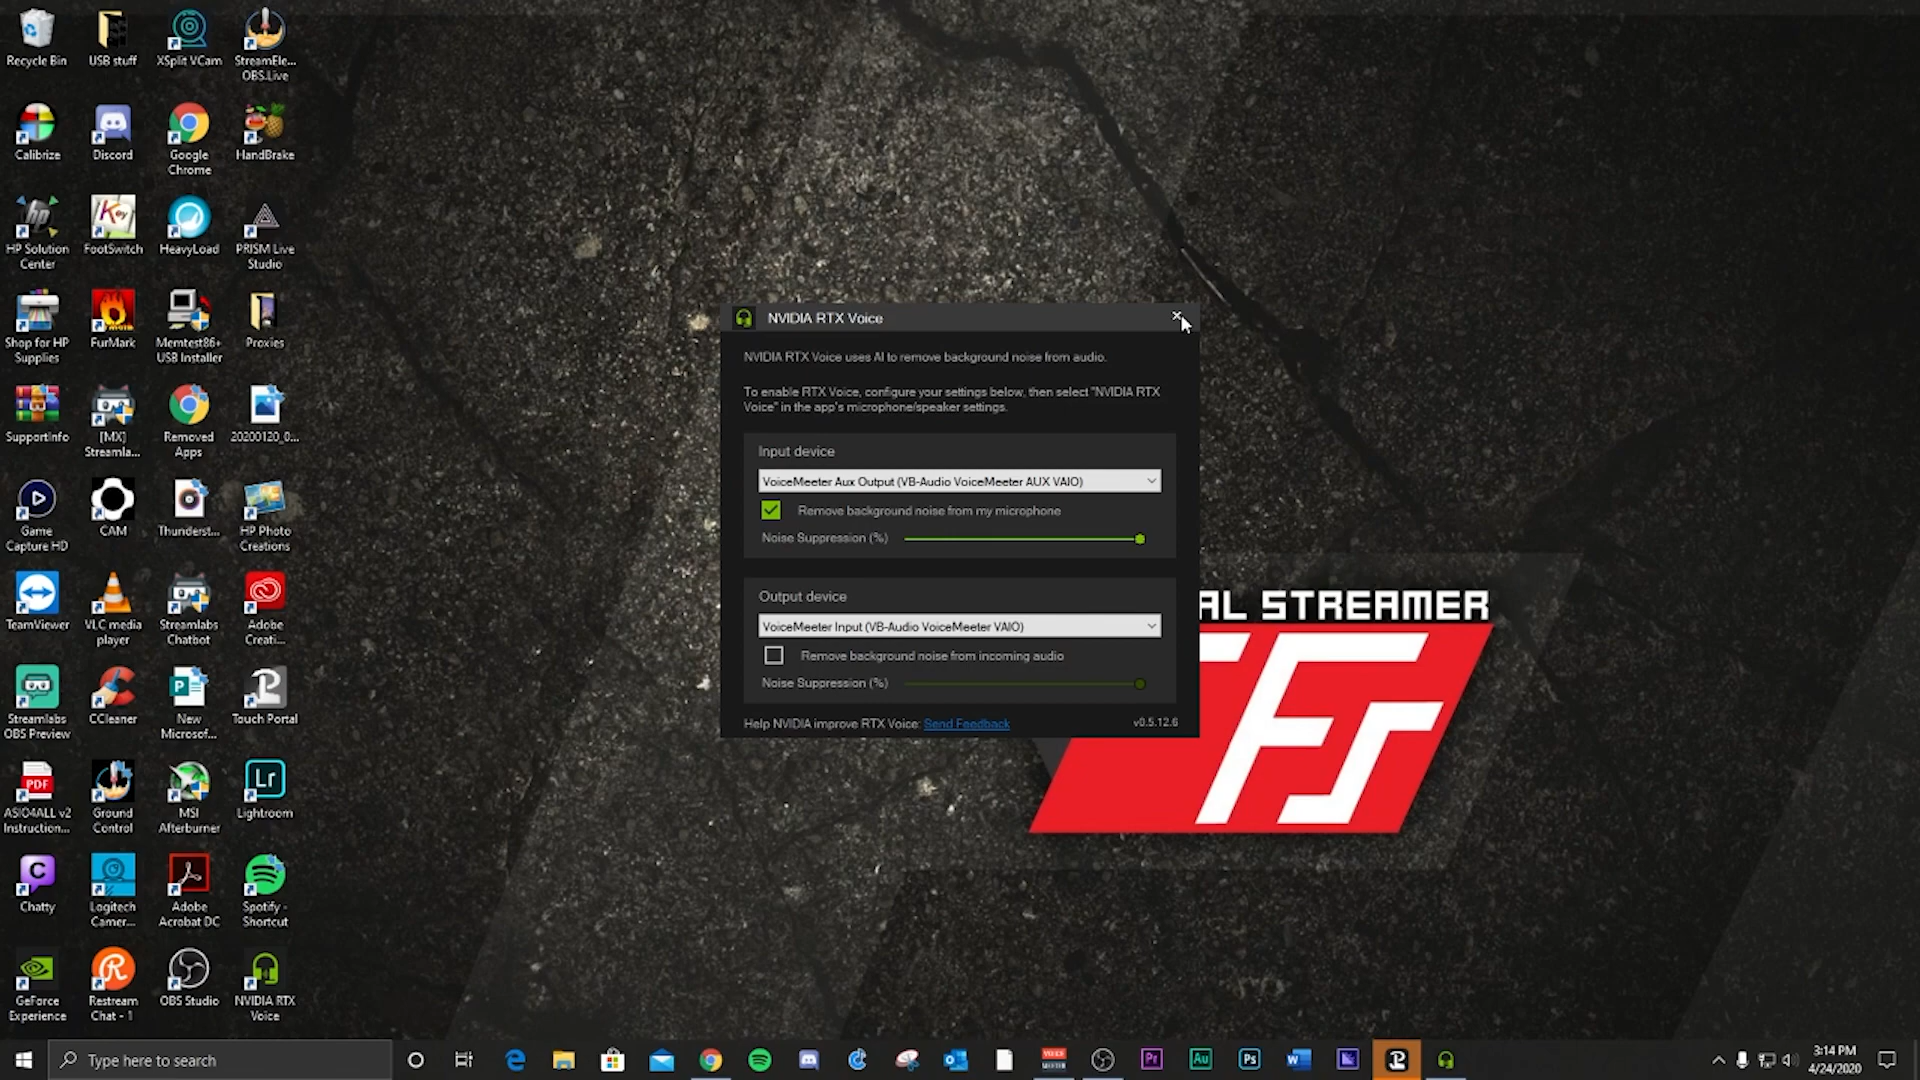 Recycle Bin
USB stuff
XSplit VCam
StreamEle...
OBS.Live
Calibrize
Discord
Google
Chrome
HandBrake
HP Solution
Center
FootSwitch
HeavyLoad
PRISM Live
Studio
Shop for HP
Supplies
FurMark
Memtest86+
USB Installer
Proxies
SupportInfo
[MX]
Streamla...
Removed
Apps
20200120_0...
Game
Capture HD
CAM
Thunderst...
HP Photo
Creations
TeamViewer
VLC media
player
Streamlabs
Chatbot
Adobe
Creati...
Streamlabs
OBS Preview
CCleaner
New
Microsof...
Touch Portal
ASIO4ALL v2
Instruction...
Ground
Control
MSI
Afterburner
Lightroom
Chatty
Logitech
Camer...
Adobe
Acrobat DC
Spotify -
Shortcut
GeForce
Experience
Restream
Chat - 1
OBS Studio
NVIDIA RTX
Voice
NVIDIA RTX Voice
NVIDIA RTX Voice uses AI to remove background noise from audio.
To enable RTX Voice, configure your settings below, then select "NVIDIA RTX
Voice" in the app's microphone/speaker settings.
Input device
VoiceMeeter Aux Output (VB-Audio VoiceMeeter AUX VAIO)
Remove background noise from my microphone
Noise Suppression (%)
Output device
VoiceMeeter Input (VB-Audio VoiceMeeter VAIO)
Remove background noise from incoming audio
Noise Suppression (%)
Help NVIDIA improve RTX Voice: Send Feedback
v0.5.12.6
AL STREAMER
FS
Type here to search
3:14 PM
4/24/2020